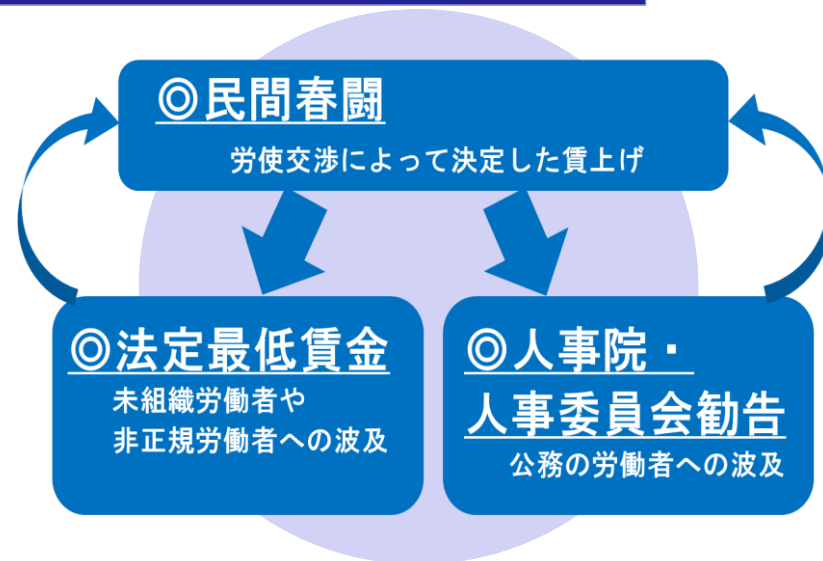 ◎民間春闘
労使交渉によって決定した賃上げ
◎法定最低賃金
未組織労働者や
非正規労働者への波及
◎人事院・
人事委員会勧告
公務の労働者への波及